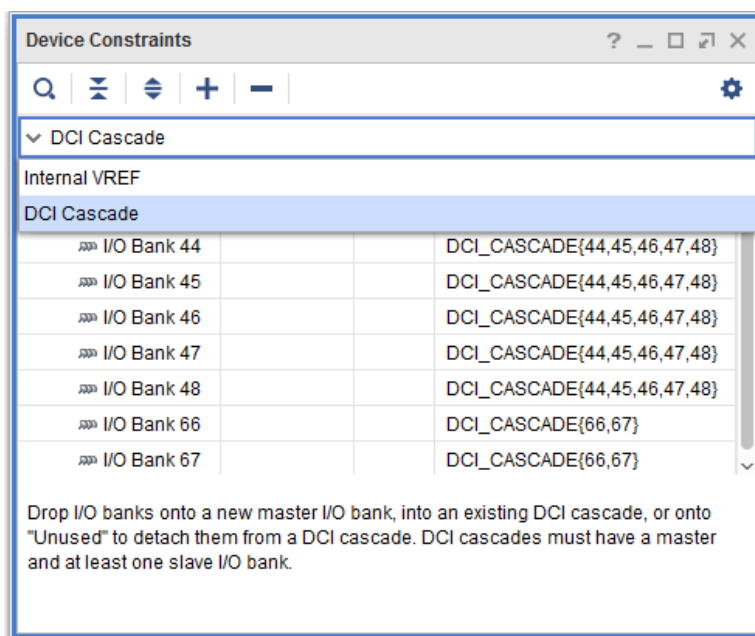 Device Constraints
DCI Cascade
Internal VREF
DCI Cascade
I/O Bank 44 DCI_CASCADE{44,45,46,47,48}
I/O Bank 45 DCI_CASCADE{44,45,46,47,48}
I/O Bank 46 DCI_CASCADE{44,45,46,47,48}
I/O Bank 47 DCI_CASCADE{44,45,46,47,48}
I/O Bank 48 DCI_CASCADE{44,45,46,47,48}
I/O Bank 66 DCI_CASCADE{66,67}
I/O Bank 67 DCI_CASCADE{66,67}
Drop I/O banks onto a new master I/O bank, into an existing DCI cascade, or onto
"Unused" to detach them from a DCI cascade. DCI cascades must have a master
and at least one slave I/O bank.